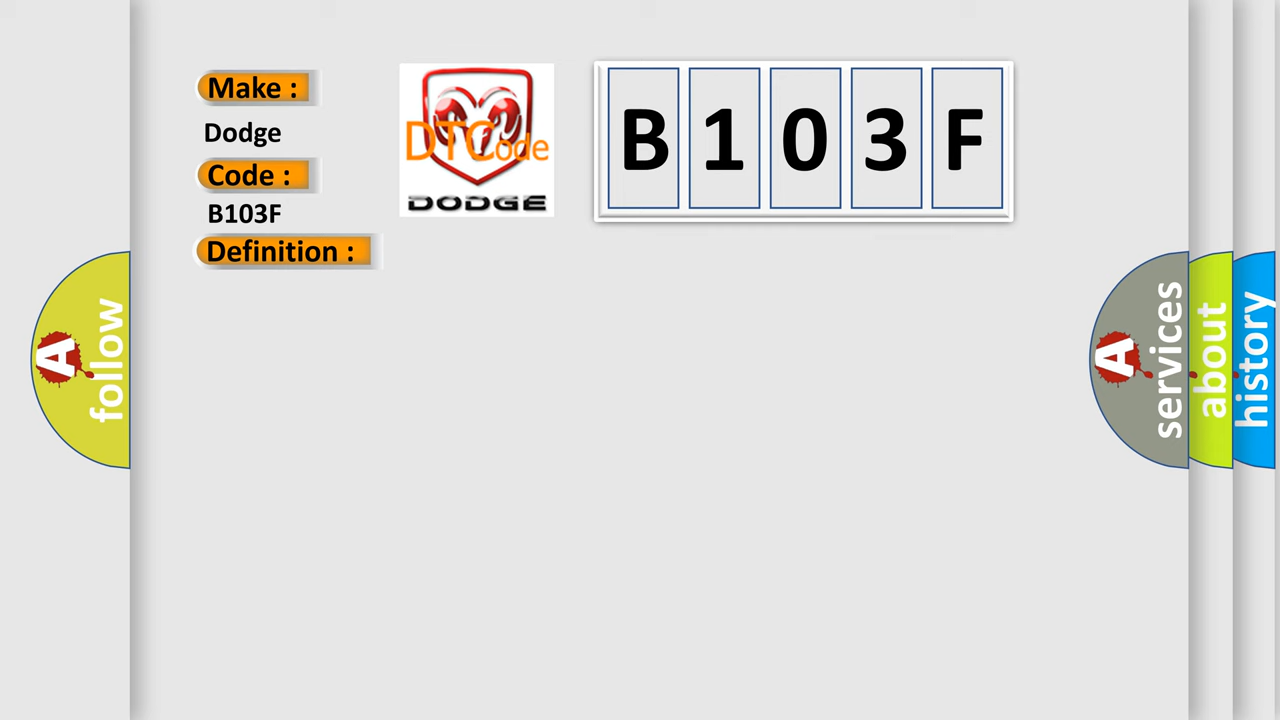 Make :
Dodge
Code :
B103F
Definition :
DTCode
DODGE
B 1 0 3 F
A follow
A services
about
history